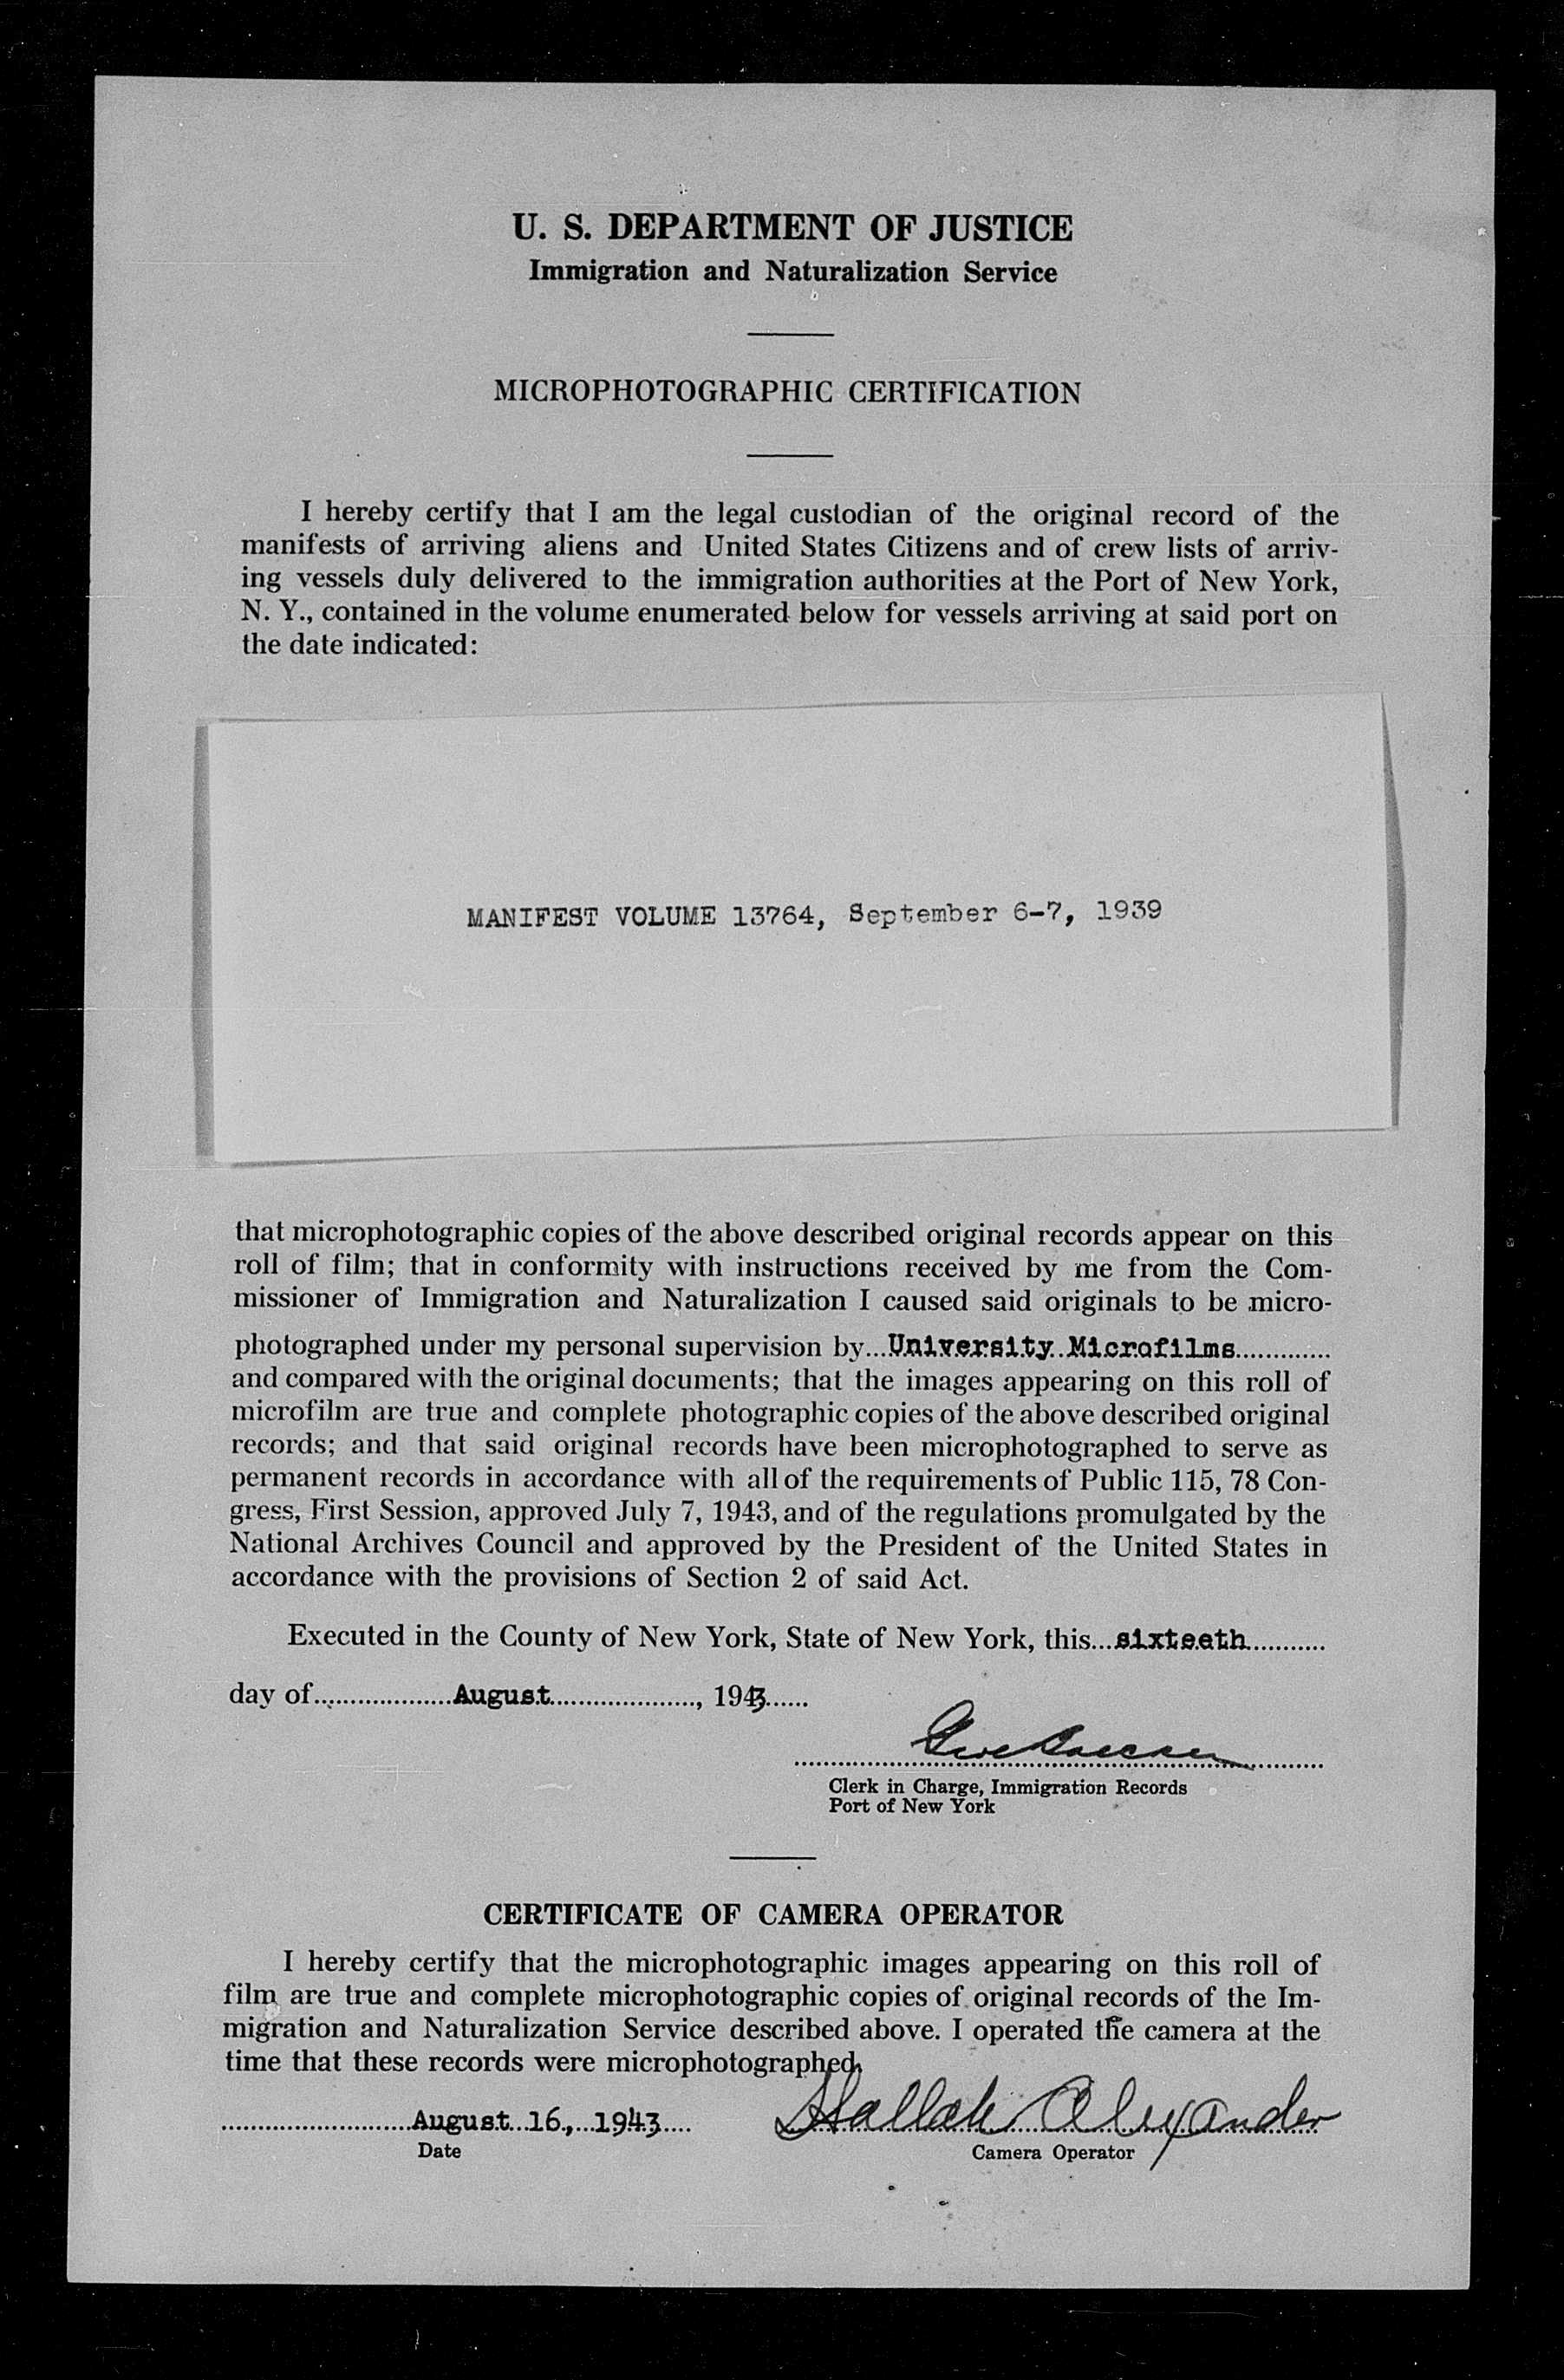 U. S. DEPARTMENT OF JUSTICE
Immigration and Naturalization Service
MICROPHOTOGRAPHIC CERTIFICATION
I hereby certify that I am the legal custodian of the original record of the
manifests of arriving aliens and United States Citizens and of crew lists of arriv-
ing vessels duly delivered to the immigration authorities at the Port of New York,
N. Y., contained in the volume enumerated below for vessels arriving at said port on
the date indicated:
MANIFEST VOLUME 13764, September 6-7, 1939
that microphotographic copies of the above described original records appear on this
roll of film; that in conformity with instructions received by me from the Com-
missioner of Immigration and Naturalization I caused said originals to be micro-
photographed under my personal supervision by...University Microfilms.............
and compared with the original documents; that the images appearing on this roll of
microfilm are true and complete photographic copies of the above described original
records; and that said original records have been microphotographed to serve as
permanent records in accordance with all of the requirements of Public 115, 78 Con-
gress, First Session, approved July 7, 1943, and of the regulations promulgated by the
National Archives Council and approved by the President of the United States in
accordance with the provisions of Section 2 of said Act.
Executed in the County of New York, State of New York, this...sixteeth...........
day of...................August...................., 1943......
Clerk in Charge, Immigration Records
Port of New York
CERTIFICATE OF CAMERA OPERATOR
I hereby certify that the microphotographic images appearing on this roll of
film are true and complete microphotographic copies of original records of the Im-
migration and Naturalization Service described above. I operated the camera at the
time that these records were microphotographed.
August 16, 1943 Alexander
Date Camera Operator